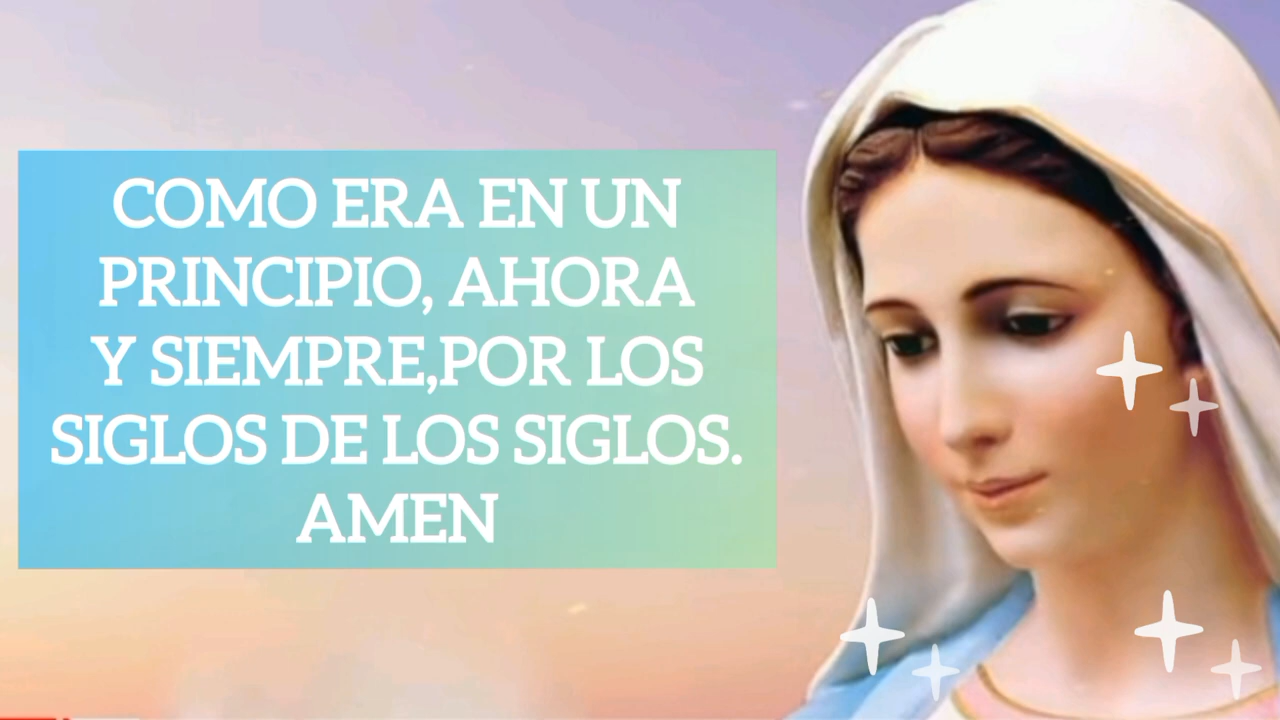 COMO ERA EN UN
PRINCIPIO, AHORA
Y SIEMPRE,POR LOS
SIGLOS DE LOS SIGLOS.
AMEN